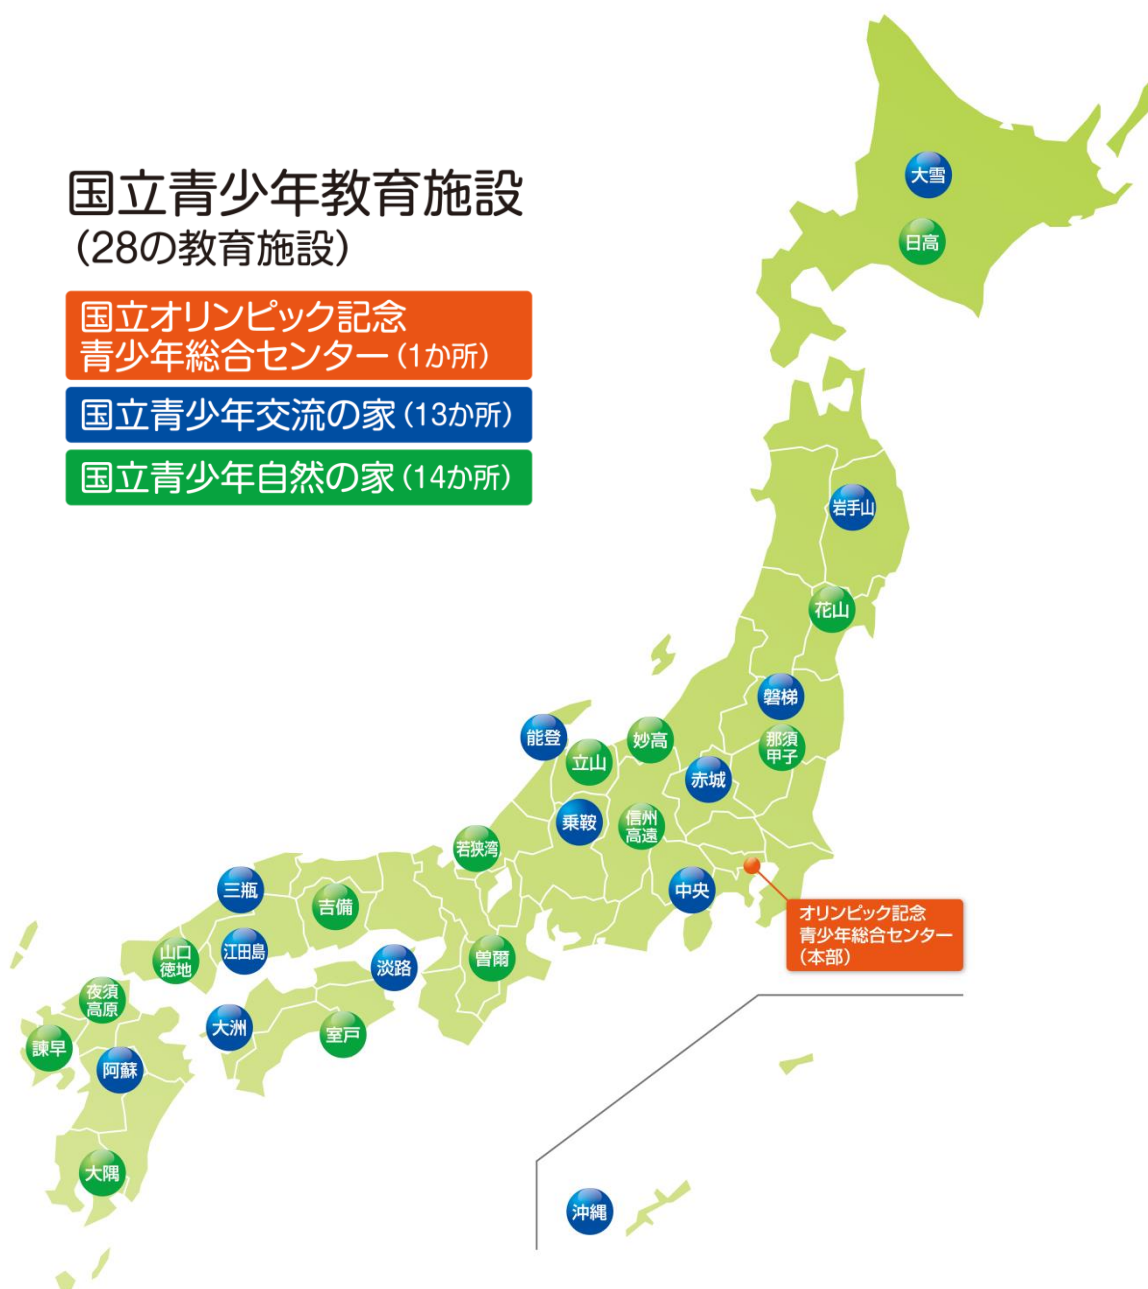 国立青少年教育施設
（28の教育施設）
国立オリンピック記念
青少年総合センター（1か所）
国立青少年交流の家（13か所）
国立青少年自然の家（14か所）
大雪
日高
岩手山
花山
磐梯
能登
妙高
那須
甲子
立山
赤城
乗鞍
信州
高遠
若狭湾
三瓶
中央
吉備
オリンピック記念
青少年総合センター
（本部）
江田島
山口
徳地
曽爾
淡路
夜須
高原
大洲
室戸
諫早
阿蘇
大隅
沖縄